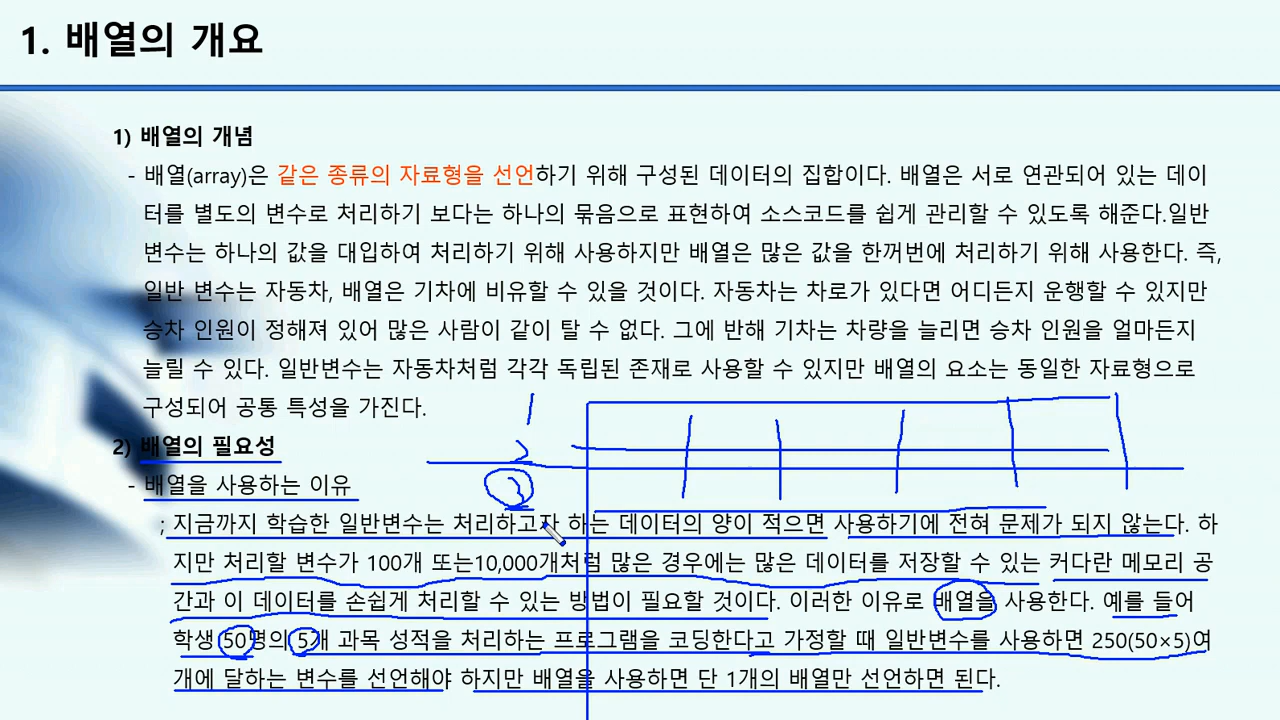 1. 배열의 개요
1) 배열의 개념
- 배열(array)은 같은 종류의 자료형을 선언하기 위해 구성된 데이터의 집합이다. 배열은 서로 연관되어 있는 데이
터를 별도의 변수로 처리하기 보다는 하나의 묶음으로 표현하여 소스코드를 쉽게 관리할 수 있도록 해준다.일반
변수는 하나의 값을 대입하여 처리하기 위해 사용하지만 배열은 많은 값을 한꺼번에 처리하기 위해 사용한다. 즉,
일반 변수는 자동차, 배열은 기차에 비유할 수 있을 것이다. 자동차는 차로가 있다면 어디든지 운행할 수 있지만
승차 인원이 정해져 있어 많은 사람이 같이 탈 수 없다. 그에 반해 기차는 차량을 늘리면 승차 인원을 얼마든지
늘릴 수 있다. 일반변수는 자동차처럼 각각 독립된 존재로 사용할 수 있지만 배열의 요소는 동일한 자료형으로
구성되어 공통 특성을 가진다.
1
2) 배열의 필요성
2
- 배열을 사용하는 이유
3
; 지금까지 학습한 일반변수는 처리하고자 하는 데이터의 양이 적으면 사용하기에 전혀 문제가 되지 않는다. 하
지만 처리할 변수가 100개 또는10,000개처럼 많은 경우에는 많은 데이터를 저장할 수 있는 커다란 메모리 공
간과 이 데이터를 손쉽게 처리할 수 있는 방법이 필요할 것이다. 이러한 이유로 배열을 사용한다. 예를 들어
학생 50명의 5개 과목 성적을 처리하는 프로그램을 코딩한다고 가정할 때 일반변수를 사용하면 250(50×5)여
개에 달하는 변수를 선언해야 하지만 배열을 사용하면 단 1개의 배열만 선언하면 된다.